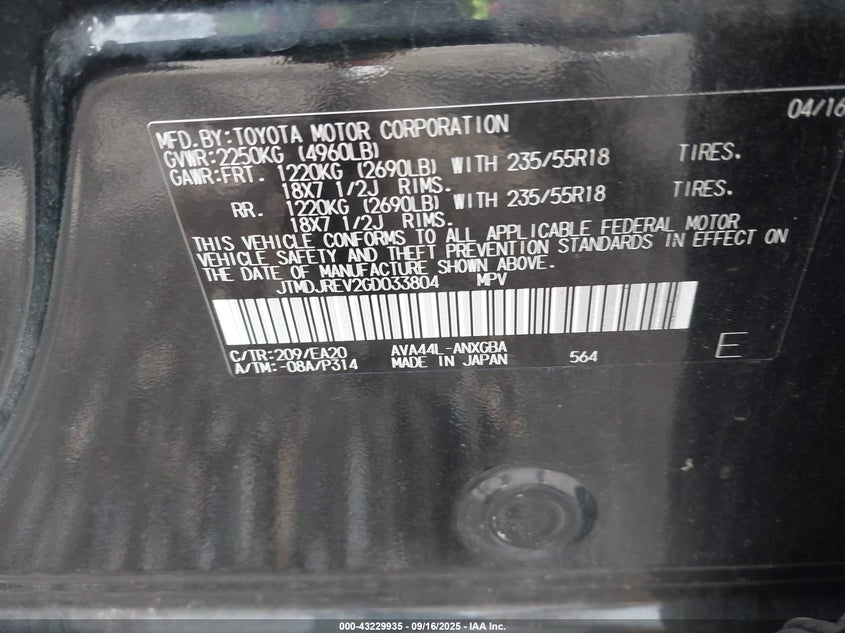 04/16
MFD.BY:TOYOTA MOTOR CORPORATION
GVWR:2250KG (4960LB)
GAWR:FRT. 1220KG (2690LB) WITH 235/55R18 TIRES.
18X7 1/2J RIMS.
RR. 1220KG (2690LB) WITH 235/55R18 TIRES.
18X7 1/2J RIMS.
THIS VEHICLE CONFORMS TO ALL APPLICABLE FEDERAL MOTOR
VEHICLE SAFETY AND THEFT PREVENTION STANDARDS IN EFFECT ON
THE DATE OF MANUFACTURE SHOWN ABOVE.
JTMDJREV2GD033804 MPV
C/TR:209/EA20 AVA44L-ANXGBA
A/TM:-08A/P314 MADE IN JAPAN 564 E
000-43229935 - 09/16/2025 - IAA Inc.